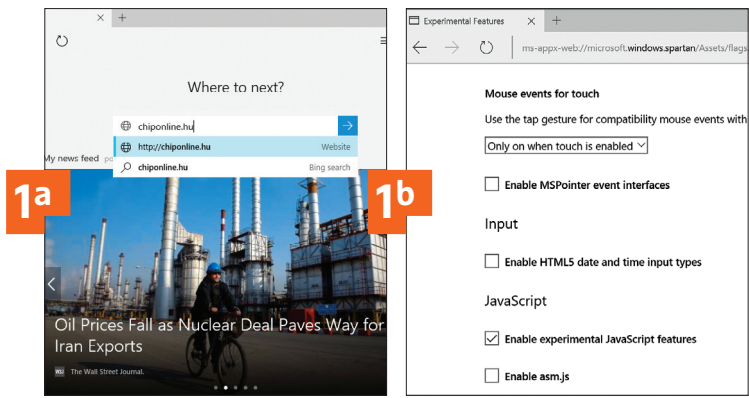 Where to next?
chiponline.hu
http://chiponline.hu Website
chiponline.hu Bing search
My news feed
1a
Oil Prices Fall as Nuclear Deal Paves Way for
Iran Exports
WSJ The Wall Street Journal.
1b
Experimental Features
ms-appx-web://microsoft.windows.spartan/Assets/flags
Mouse events for touch
Use the tap gesture for compatibility mouse events with
Only on when touch is enabled
Enable MSPointer event interfaces
Input
Enable HTML5 date and time input types
JavaScript
Enable experimental JavaScript features
Enable asm.js